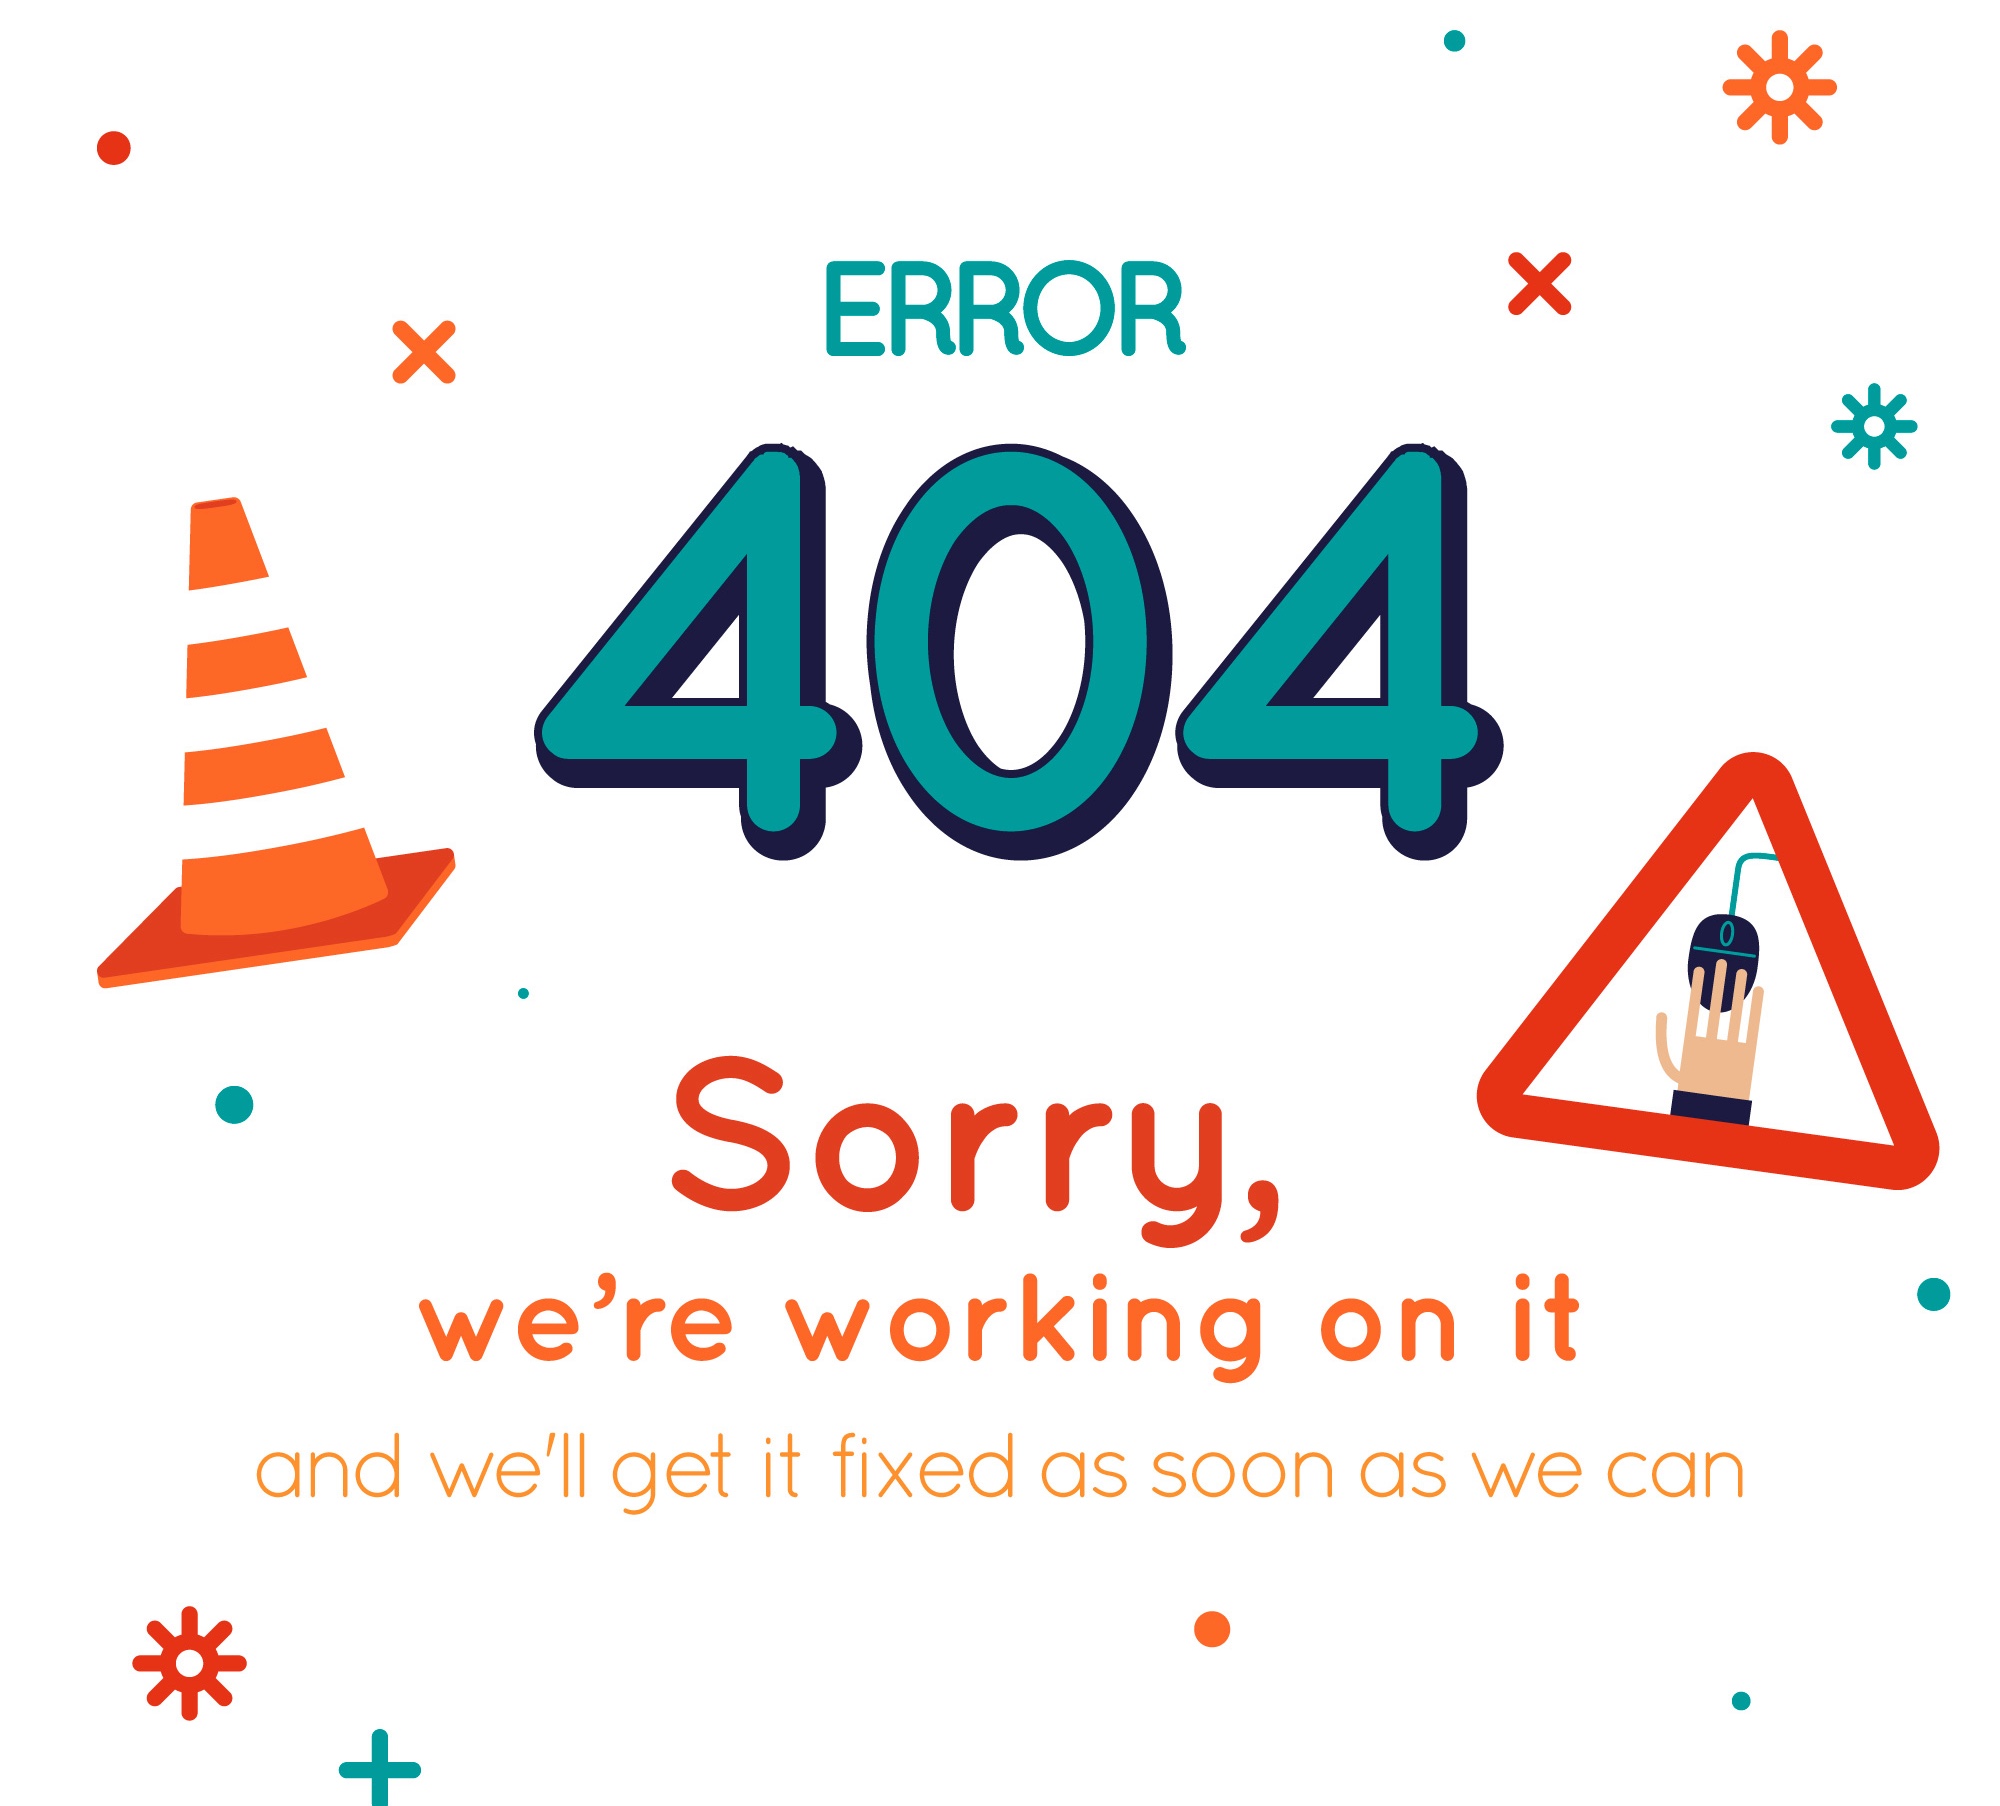 ERROR
404
Sorry,
we’re working on it
and we'll get it fixed as soon as we can